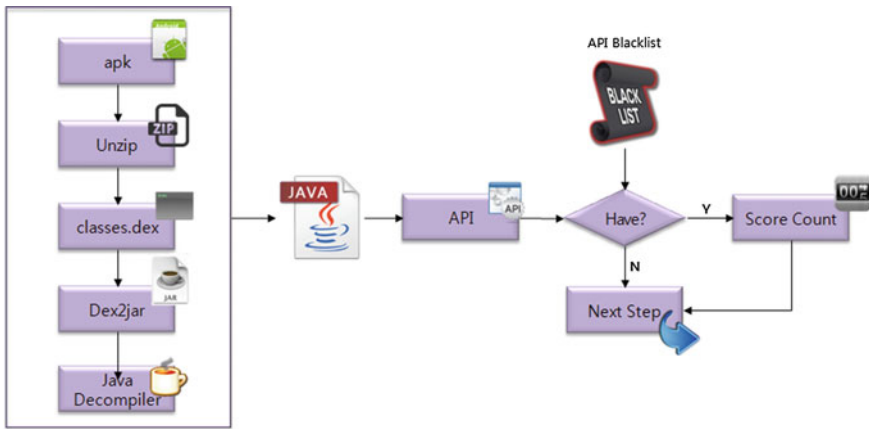 apk
Unzip
ZIP
classes.dex
Dex2jar
JAR
Java
Decompiler
JAVA
API
API
API Blacklist
BLACK
LIST
Have?
Y
N
Score Count
Next Step